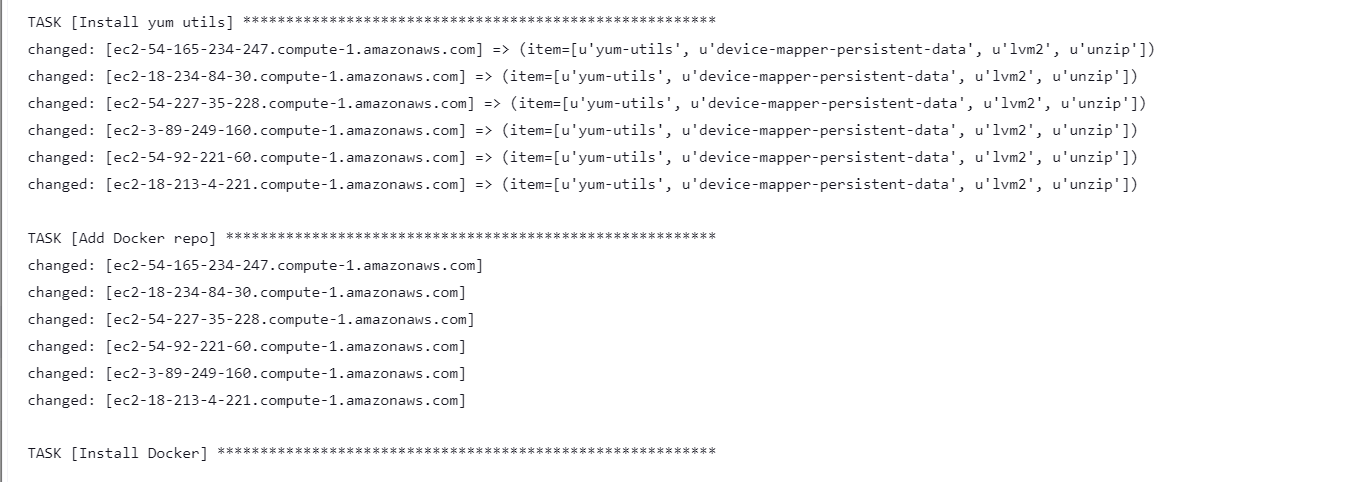 TASK [Install yum utils] *******************************************************
changed: [ec2-54-165-234-247.compute-1.amazonaws.com] => (item=[u'yum-utils', u'device-mapper-persistent-data', u'lvm2', u'unzip'])
changed: [ec2-18-234-84-30.compute-1.amazonaws.com] => (item=[u'yum-utils', u'device-mapper-persistent-data', u'lvm2', u'unzip'])
changed: [ec2-54-227-35-228.compute-1.amazonaws.com] => (item=[u'yum-utils', u'device-mapper-persistent-data', u'lvm2', u'unzip'])
changed: [ec2-3-89-249-160.compute-1.amazonaws.com] => (item=[u'yum-utils', u'device-mapper-persistent-data', u'lvm2', u'unzip'])
changed: [ec2-54-92-221-60.compute-1.amazonaws.com] => (item=[u'yum-utils', u'device-mapper-persistent-data', u'lvm2', u'unzip'])
changed: [ec2-18-213-4-221.compute-1.amazonaws.com] => (item=[u'yum-utils', u'device-mapper-persistent-data', u'lvm2', u'unzip'])
TASK [Add Docker repo] *********************************************************
changed: [ec2-54-165-234-247.compute-1.amazonaws.com]
changed: [ec2-18-234-84-30.compute-1.amazonaws.com]
changed: [ec2-54-227-35-228.compute-1.amazonaws.com]
changed: [ec2-54-92-221-60.compute-1.amazonaws.com]
changed: [ec2-3-89-249-160.compute-1.amazonaws.com]
changed: [ec2-18-213-4-221.compute-1.amazonaws.com]
TASK [Install Docker] **********************************************************